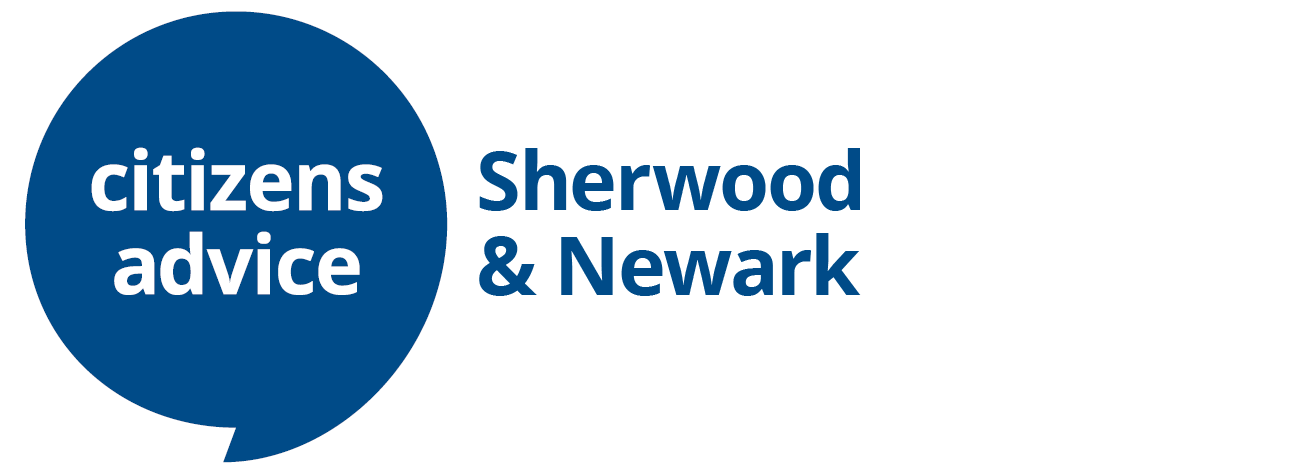 citizens
advice
Sherwood
& Newark